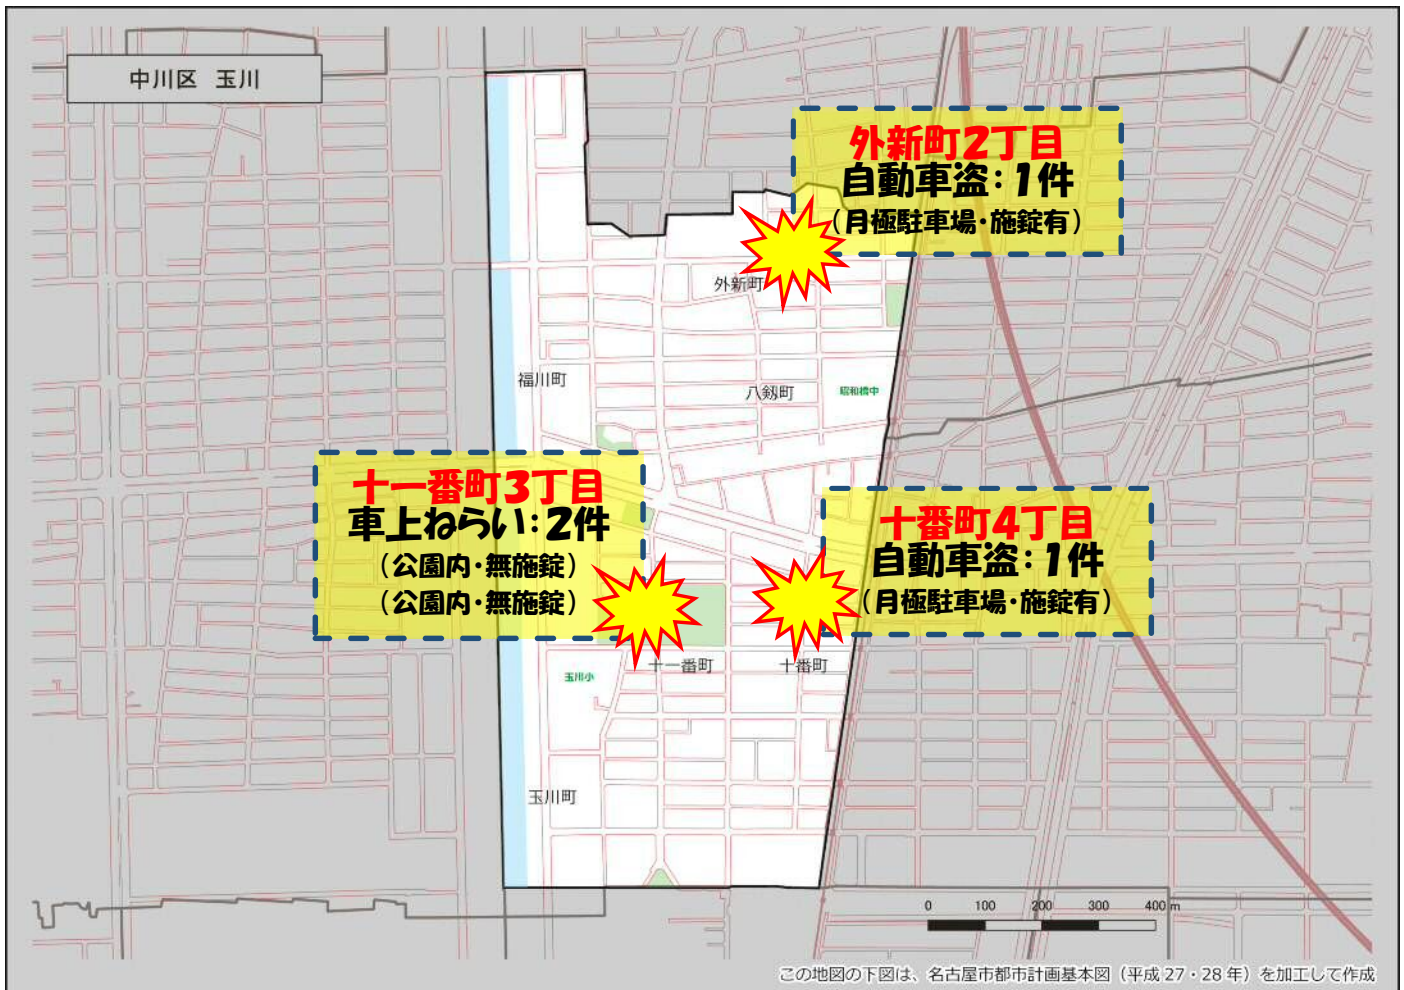 中川区 玉川
外新町2丁目
自動車盗：1件
（月極駐車場・施錠有）
外新町
福川町
八剱町
昭和橋中
十一番町3丁目
車上ねらい：2件
（公園内・無施錠）
（公園内・無施錠）
十番町4丁目
自動車盗：1件
（月極駐車場・施錠有）
十一番町
十番町
玉川小
玉川町
0 100 200 300 400 m
この地図の下図は、名古屋市都市計画基本図（平成 27・28 年）を加工して作成